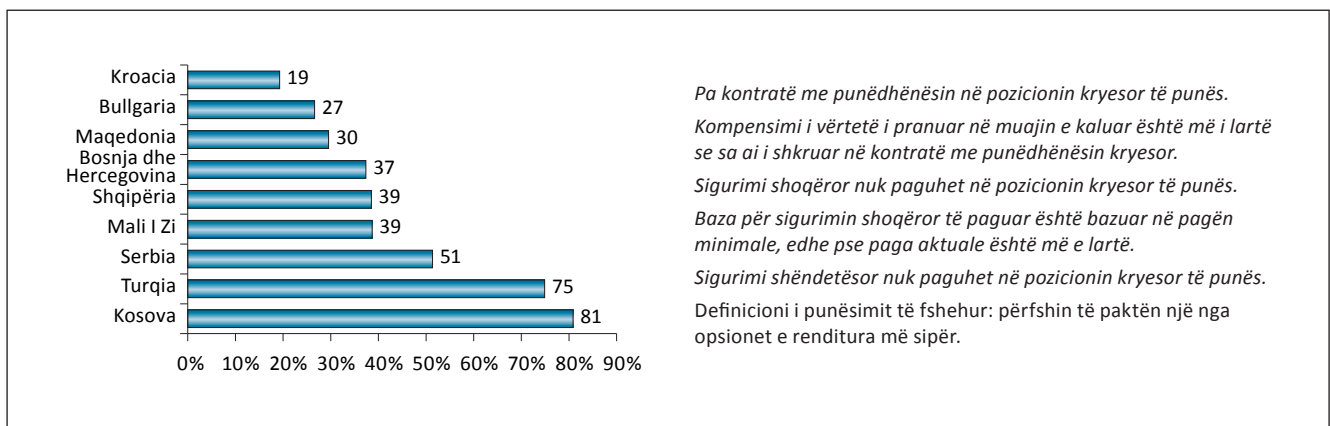 Kroacia 19
Bullgaria 27
Maqedonia 30
Bosnja dhe
Hercegovina 37
Shqipëria 39
Mali I Zi 39
Serbia 51
Turqia 75
Kosova 81
0% 10% 20% 30% 40% 50% 60% 70% 80% 90%
Pa kontratë me punëdhënësin në pozicionin kryesor të punës.
Kompensimi i vërtetë i pranuar në muajin e kaluar është më i lartë
se sa ai i shkruar në kontratë me punëdhënësin kryesor.
Sigurimi shoqëror nuk paguhet në pozicionin kryesor të punës.
Baza për sigurimin shoqëror të paguar është bazuar në pagën
minimale, edhe pse paga aktuale është më e lartë.
Sigurimi shëndetësor nuk paguhet në pozicionin kryesor të punës.
Definicioni i punësimit të fshehur: përfshin të paktën një nga
opsionet e renditura më sipër.